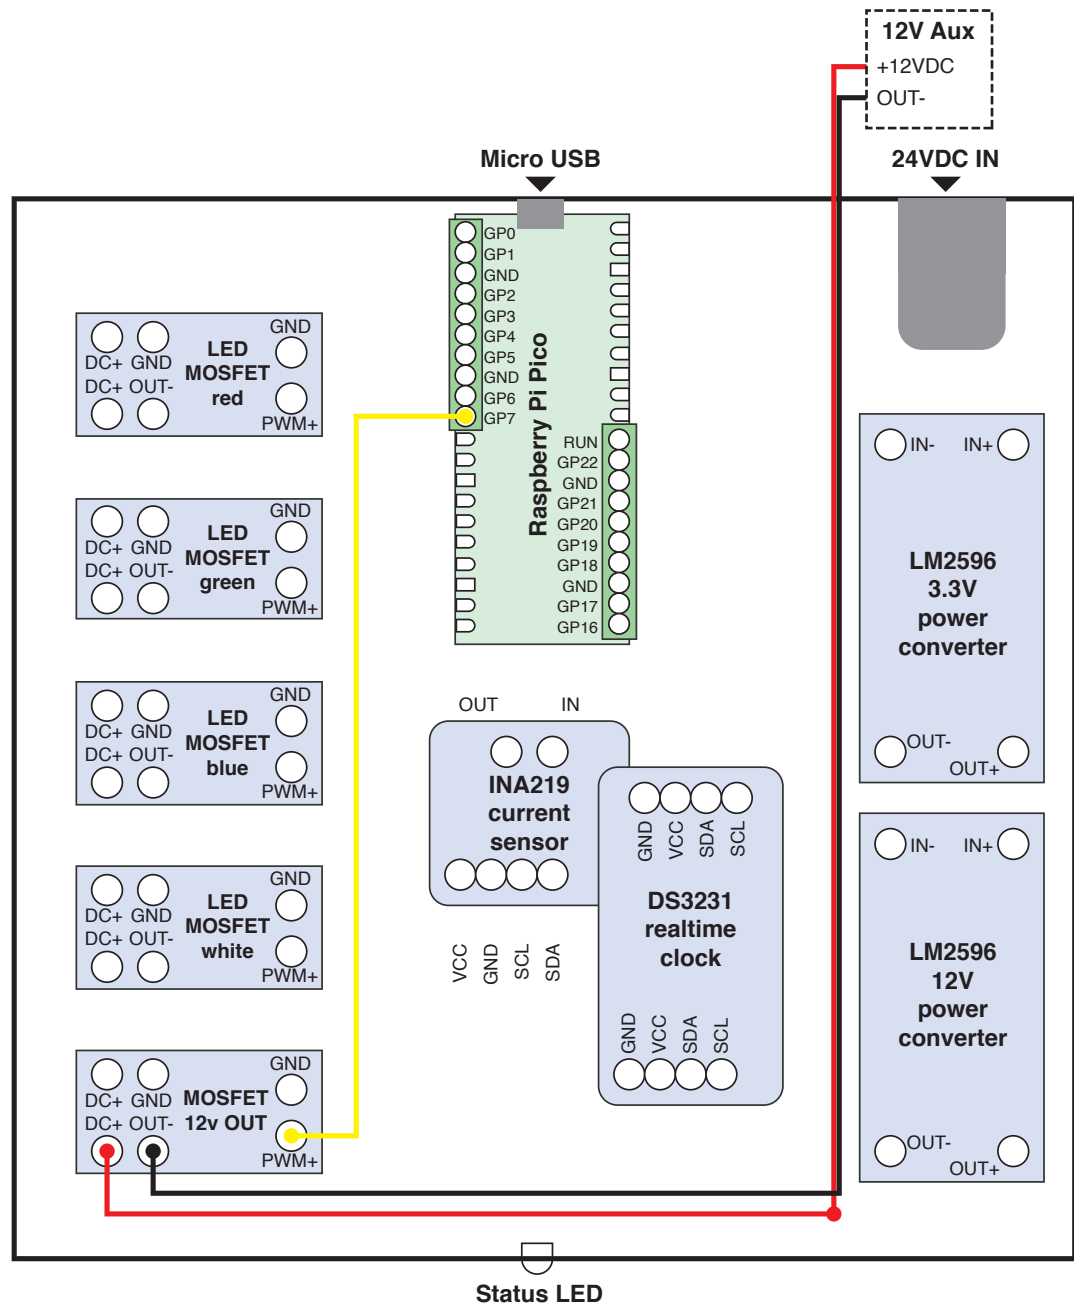 12V Aux
+12VDC
OUT-
Micro USB
24VDC IN
GP0
GP1
GND
GP2
GP3
GP4
GP5
GND
GP6
GP7
Raspberry Pi Pico
RUN
GP22
GND
GP21
GP20
GP19
GP18
GND
GP17
GP16
GND
DC+ GND
DC+ OUT-
LED
MOSFET
red
PWM+
GND
DC+ GND
DC+ OUT-
LED
MOSFET
green
PWM+
GND
DC+ GND
DC+ OUT-
LED
MOSFET
blue
PWM+
GND
DC+ GND
DC+ OUT-
LED
MOSFET
white
PWM+
GND
DC+ GND
DC+ OUT-
MOSFET
12v OUT
PWM+
OUT IN
INA219
current
sensor
VCC
GND
SCL
SDA
GND
VCC
SDA
SCL
DS3231
realtime
clock
GND
VCC
SDA
SCL
IN- IN+
LM2596
3.3V
power
converter
OUT-
OUT+
IN- IN+
LM2596
12V
power
converter
OUT-
OUT+
Status LED